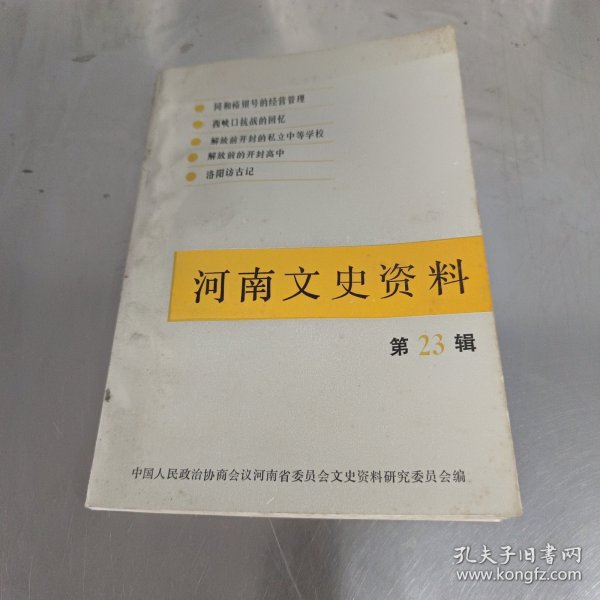 同和裕银号的经营管理
西峡口抗战的回忆
解放前开封的私立中等学校
解放前的开封高中
洛阳访古记
河南文史资料
第23辑
中国人民政治协商会议河南省委员会文史资料研究委员会编
孔夫子旧书网
www.kongfz.com